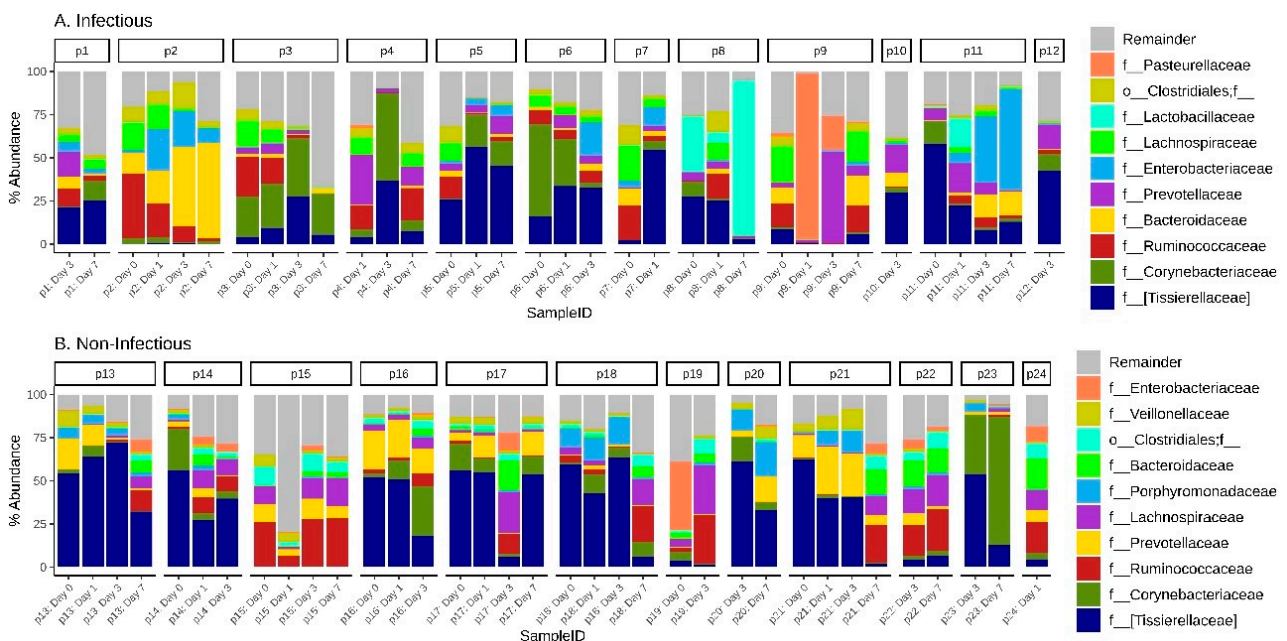 A. Infectious
p1 p2 p3 p4 p5 p6 p7 p8 p9 p10 p11 p12
% Abundance
100
75
50
25
0
p1: Day 3 p1: Day 7 p2: Day 0 p2: Day 1 p2: Day 3 p2: Day 7 p3: Day 0 p3: Day 1 p3: Day 3 p3: Day 7 p4: Day 1 p4: Day 3 p4: Day 7 p5: Day 0 p5: Day 1 p5: Day 7 p6: Day 0 p6: Day 1 p6: Day 3 p7: Day 0 p7: Day 1 p8: Day 0 p8: Day 1 p8: Day 7 p9: Day 0 p9: Day 1 p9: Day 3 p9: Day 7 p10: Day 3 p11: Day 0 p11: Day 1 p11: Day 3 p11: Day 7 p12: Day 3
SampleID
Remainder
f__Pasteurellaceae
o__Clostridiales;f__
f__Lactobacillaceae
f__Lachnospiraceae
f__Enterobacteriaceae
f__Prevotellaceae
f__Bacteroidaceae
f__Ruminococcaceae
f__Corynebacteriaceae
f__[Tissierellaceae]
B. Non-Infectious
p13 p14 p15 p16 p17 p18 p19 p20 p21 p22 p23 p24
% Abundance
100
75
50
25
0
p13: Day 0 p13: Day 1 p13: Day 3 p13: Day 7 p14: Day 0 p14: Day 1 p14: Day 3 p15: Day 0 p15: Day 1 p15: Day 3 p15: Day 7 p16: Day 0 p16: Day 1 p16: Day 3 p17: Day 0 p17: Day 1 p17: Day 3 p17: Day 7 Day 0 p18: Day 1 Day 3 p18: Day 7 p19: Day 0 p19: Day 3 p20: Day 3 p20: Day 7 p21: Day 0 p21: Day 1 p21: Day 3 p21: Day 7 p22: Day 3 p22: Day 7 p23: Day 3 p23: Day 7 p24: Day 1
SampleID
Remainder
f__Enterobacteriaceae
f__Veillonellaceae
o__Clostridiales;f__
f__Bacteroidaceae
f__Porphyromonadaceae
f__Lachnospiraceae
f__Prevotellaceae
f__Ruminococcaceae
f__Corynebacteriaceae
f__[Tissierellaceae]